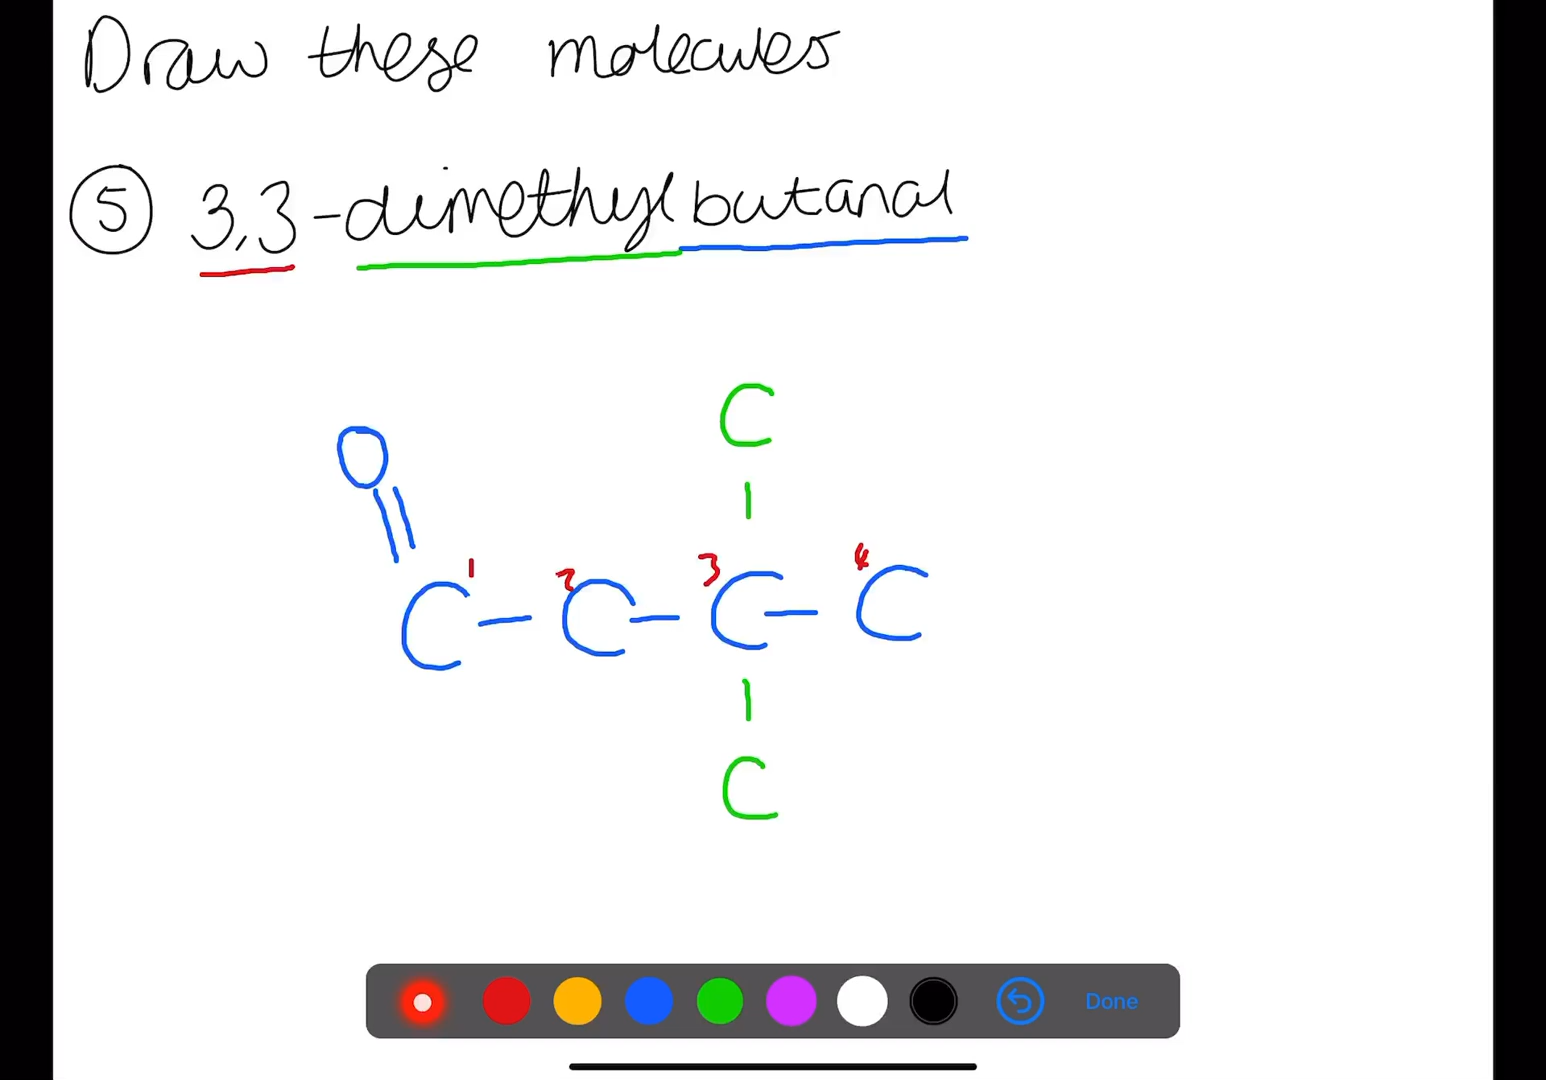 Draw these molecules
⑤ 3,3-dimethylbutanal
C
O
1 2 3 4
C - C - C - C
C
Done